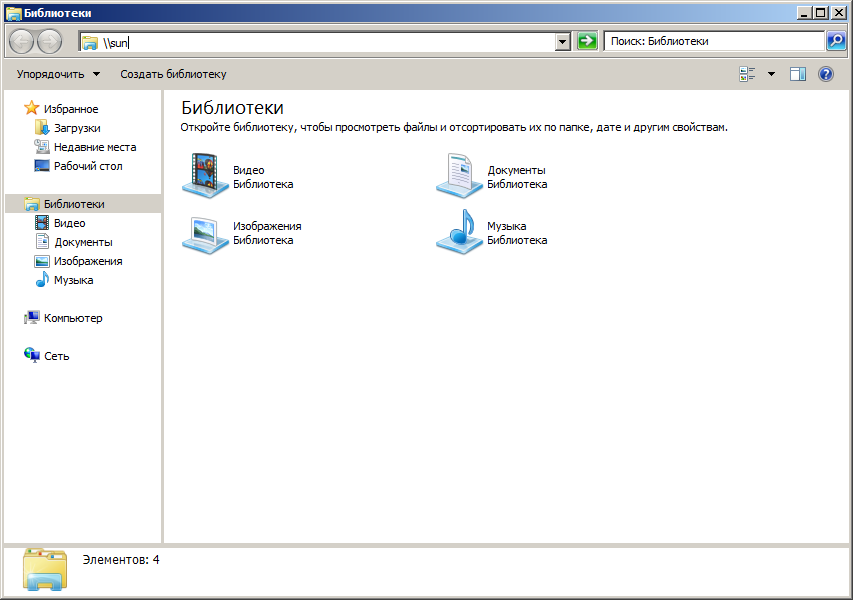 Библиотеки
\\sun
Поиск: Библиотеки
Упорядочить
Создать библиотеку
Избранное
Загрузки
Недавние места
Рабочий стол
Библиотеки
Видео
Документы
Изображения
Музыка
Компьютер
Сеть
Библиотеки
Откройте библиотеку, чтобы просмотреть файлы и отсортировать их по папке, дате и другим свойствам.
Видео
Библиотека
Документы
Библиотека
Изображения
Библиотека
Музыка
Библиотека
Элементов: 4